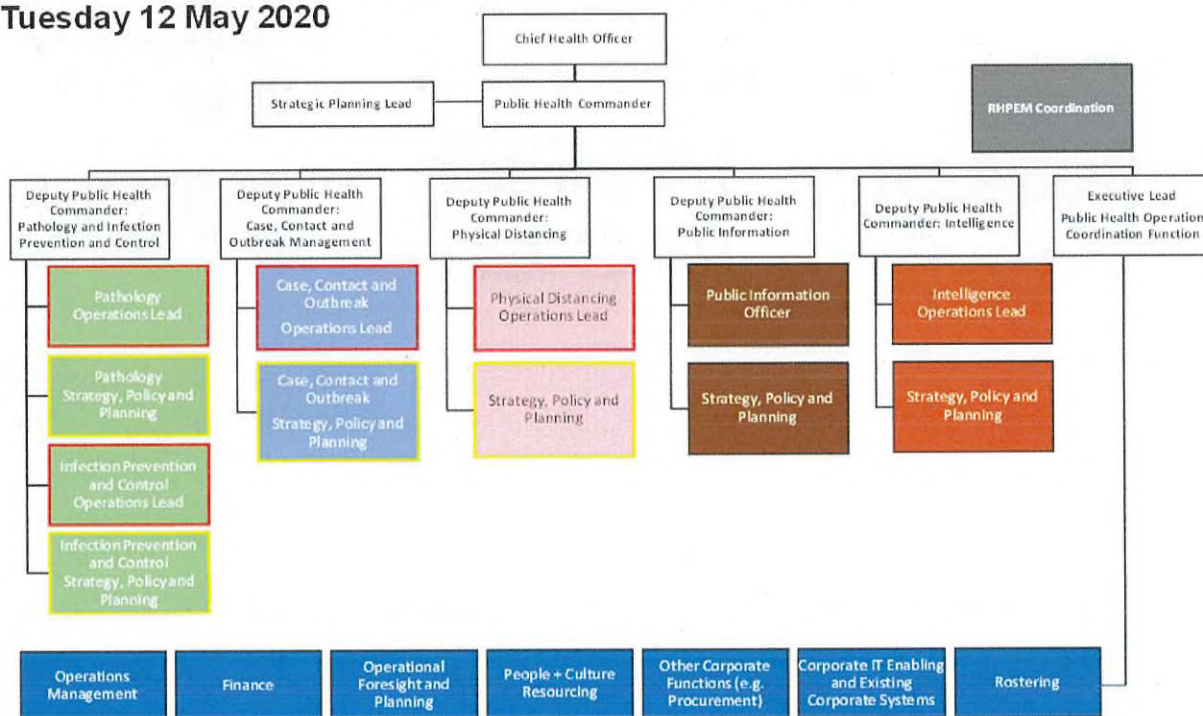 Tuesday 12 May 2020
Chief Health Officer
Strategic Planning Lead
Public Health Commander
RHPEM Coordination
Deputy Public Health
Commander:
Pathology and Infection
Prevention and Control
Deputy Public Health
Commander:
Case, Contact and
Outbreak Management
Deputy Public Health
Commander:
Physical Distancing
Deputy Public Health
Commander:
Public Information
Deputy Public Health
Commander: Intelligence
Executive Lead
Public Health Operation
Coordination Function
Pathology
Operations Lead
Case, Contact and
Outbreak
Operations Lead
Physical Distancing
Operations Lead
Public Information
Officer
Intelligence
Operations Lead
Pathology
Strategy, Policy and
Planning
Case, Contact and
Outbreak
Strategy, Policy and
Planning
Strategy, Policy and
Planning
Strategy, Policy and
Planning
Strategy, Policy and
Planning
Infection Prevention
and Control
Operations Lead
Infection Prevention
and Control
Strategy, Policy and
Planning
Operations
Management
Finance
Operational
Foresight and
Planning
People + Culture
Resourcing
Other Corporate
Functions (e.g.
Procurement)
Corporate IT Enabling
and Existing
Corporate Systems
Rostering